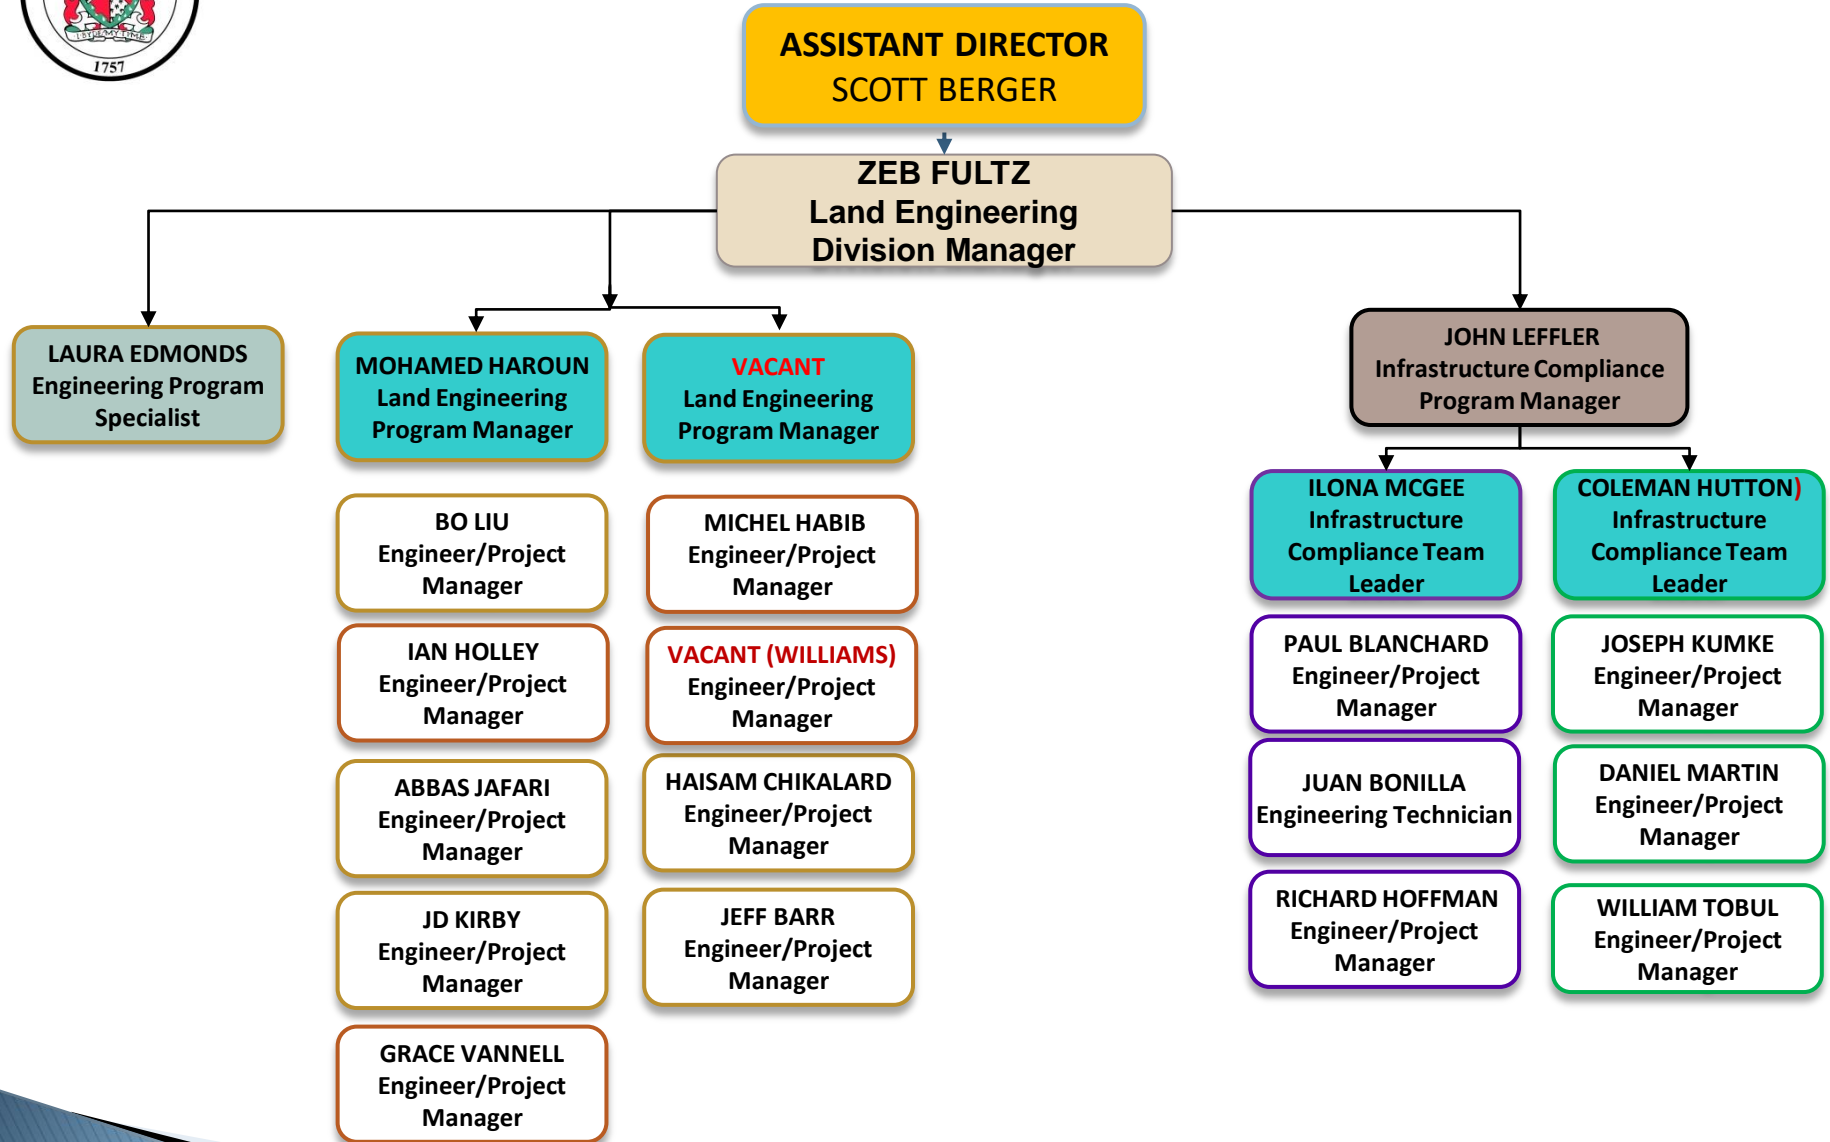 I BYDE MY TYME
1757
ASSISTANT DIRECTOR
SCOTT BERGER
ZEB FULTZ
Land Engineering
Division Manager
LAURA EDMONDS
Engineering Program
Specialist
MOHAMED HAROUN
Land Engineering
Program Manager
VACANT
Land Engineering
Program Manager
JOHN LEFFLER
Infrastructure Compliance
Program Manager
BO LIU
Engineer/Project
Manager
IAN HOLLEY
Engineer/Project
Manager
ABBAS JAFARI
Engineer/Project
Manager
JD KIRBY
Engineer/Project
Manager
GRACE VANNELL
Engineer/Project
Manager
MICHEL HABIB
Engineer/Project
Manager
VACANT (WILLIAMS)
Engineer/Project
Manager
HAISAM CHIKALARD
Engineer/Project
Manager
JEFF BARR
Engineer/Project
Manager
ILONA MCGEE
Infrastructure
Compliance Team
Leader
PAUL BLANCHARD
Engineer/Project
Manager
JUAN BONILLA
Engineering Technician
RICHARD HOFFMAN
Engineer/Project
Manager
COLEMAN HUTTON)
Infrastructure
Compliance Team
Leader
JOSEPH KUMKE
Engineer/Project
Manager
DANIEL MARTIN
Engineer/Project
Manager
WILLIAM TOBUL
Engineer/Project
Manager